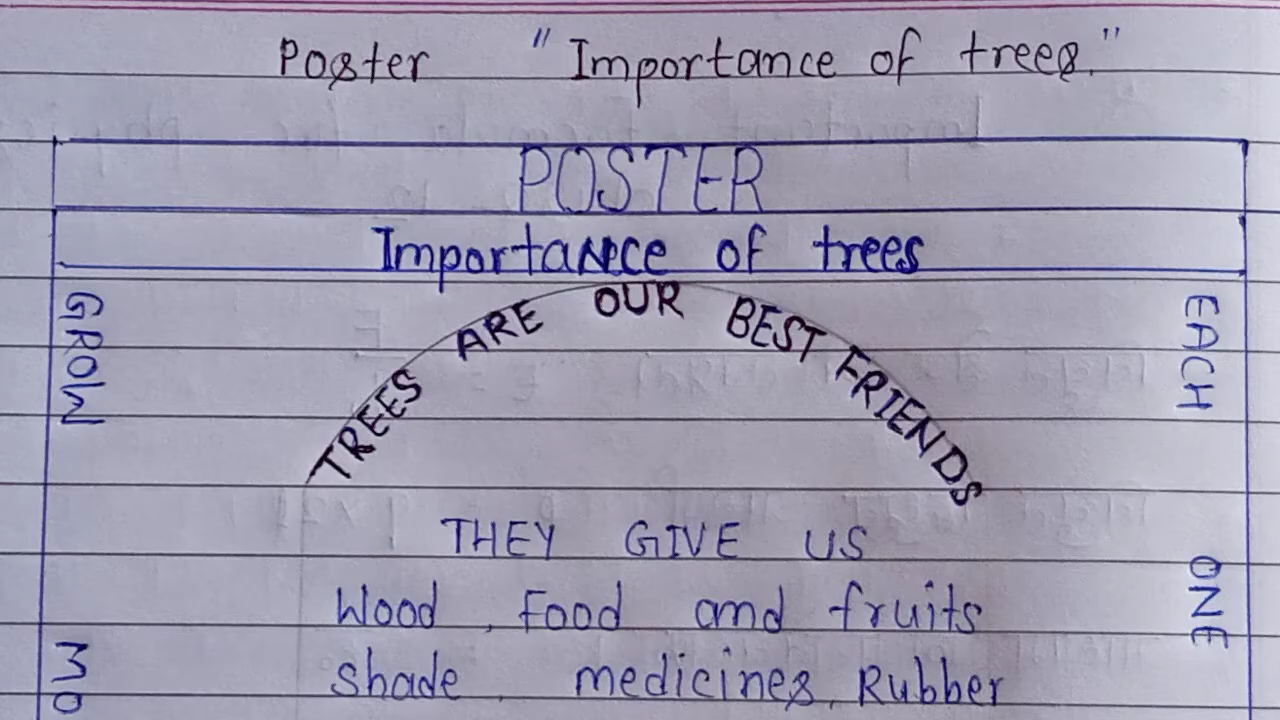 Poster "Importance of trees."
POSTER
Importance of trees
TREES ARE OUR BEST FRIENDS
GROW
EACH
THEY GIVE US
ONE
Wood, Food and fruits
Shade, medicines, Rubber
MO